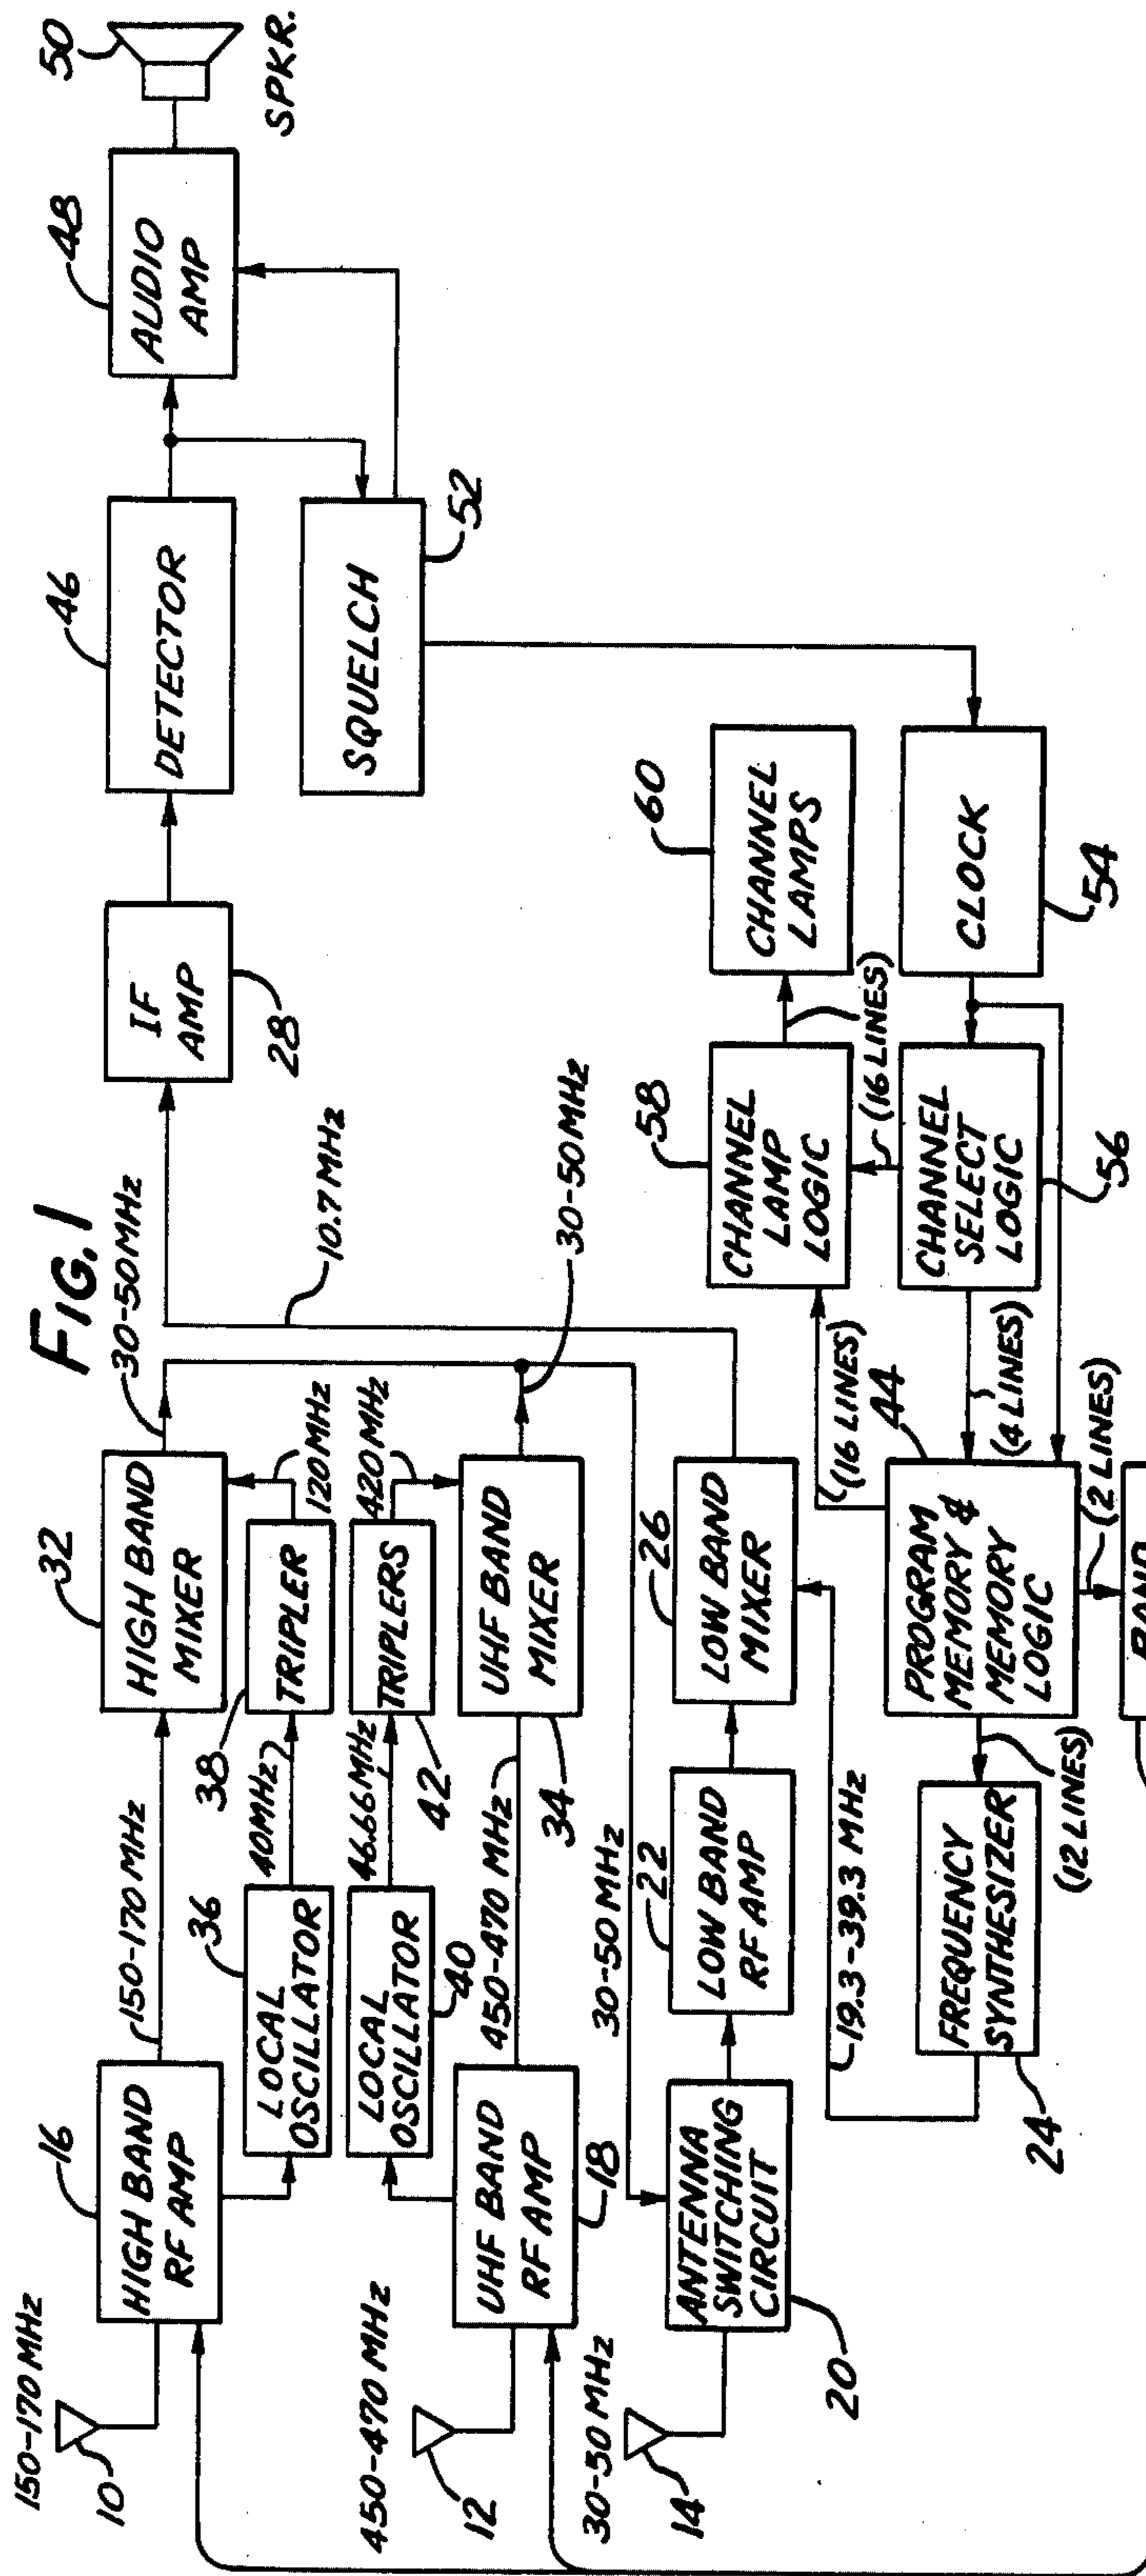 FIG. 1
150-170 MHz
10
16
HIGH BAND
RF AMP
150-170 MHz
32
HIGH BAND
MIXER
30-50 MHz
36
LOCAL
OSCILLATOR
40MHz
38
TRIPLER
120 MHz
LOCAL
OSCILLATOR
40
46.66 MHz
42
TRIPLERS
420 MHz
450-470 MHz
12
UHF BAND
RF AMP
18
450-470 MHz
UHF BAND
MIXER
34
30-50 MHz
30-50 MHz
14
ANTENNA
SWITCHING
CIRCUIT
20
30-50 MHz
22
LOW BAND
RF AMP
26
LOW BAND
MIXER
10.7 MHz
19.3-39.3 MHz
FREQUENCY
SYNTHESIZER
24
(12 LINES)
44
PROGRAM
MEMORY &
MEMORY
LOGIC
(2 LINES)
(4 LINES)
(16 LINES)
BAND
IF
AMP
28
46
DETECTOR
48
AUDIO
AMP
50
SPKR.
SQUELCH
52
58
CHANNEL
LAMP
LOGIC
(16 LINES)
60
CHANNEL
LAMPS
CHANNEL
SELECT
LOGIC
56
CLOCK
54